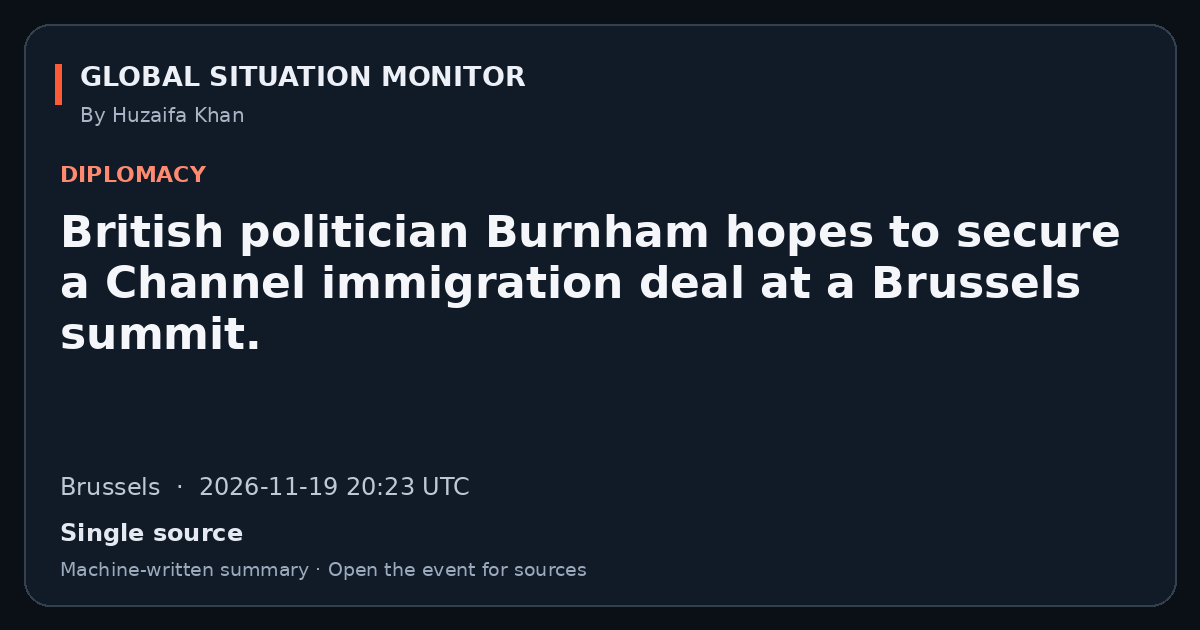 GLOBAL SITUATION MONITOR
By Huzaifa Khan
DIPLOMACY
British politician Burnham hopes to secure
a Channel immigration deal at a Brussels
summit.
Brussels · 2026-11-19 20:23 UTC
Single source
Machine-written summary · Open the event for sources